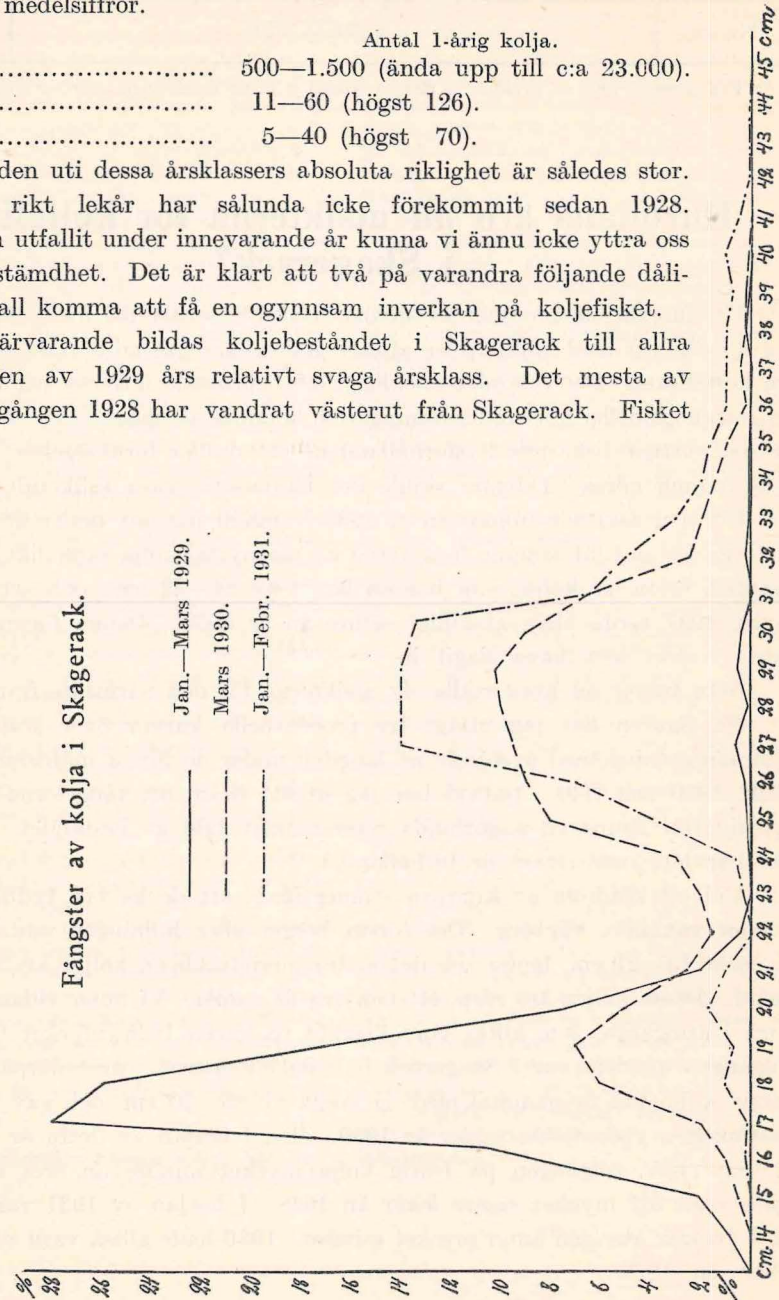 medelsiffror.
Antal 1-årig kolja.
........................ 500—1.500 (ända upp till c:a 23.000).
........................ 11—60 (högst 126).
........................ 5—40 (högst 70).
den uti dessa årsklassers absoluta riklighet är således stor.
rikt lekår har sålunda icke förekommit sedan 1928.
utfallit under innevarande år kunna vi ännu icke yttra oss
stämdhet. Det är klart att två på varandra följande dåli-
all komma att få en ogynnsam inverkan på koljefisket.
ärvarande bildas koljebeståndet i Skagerack till allra
en av 1929 års relativt svaga årsklass. Det mesta av
gången 1928 har vandrat västerut från Skagerack. Fisket
Fångster av kolja i Skagerack.
Jan.—Mars 1929.
Mars 1930.
Jan.—Febr. 1931.
% 28 26 24 22 20 18 16 14 12 10 8 6 4 2 %
cm 14 15 16 17 18 19 20 21 22 23 24 25 26 27 28 29 30 31 32 33 34 35 36 37 38 39 40 41 42 43 44 45 cm